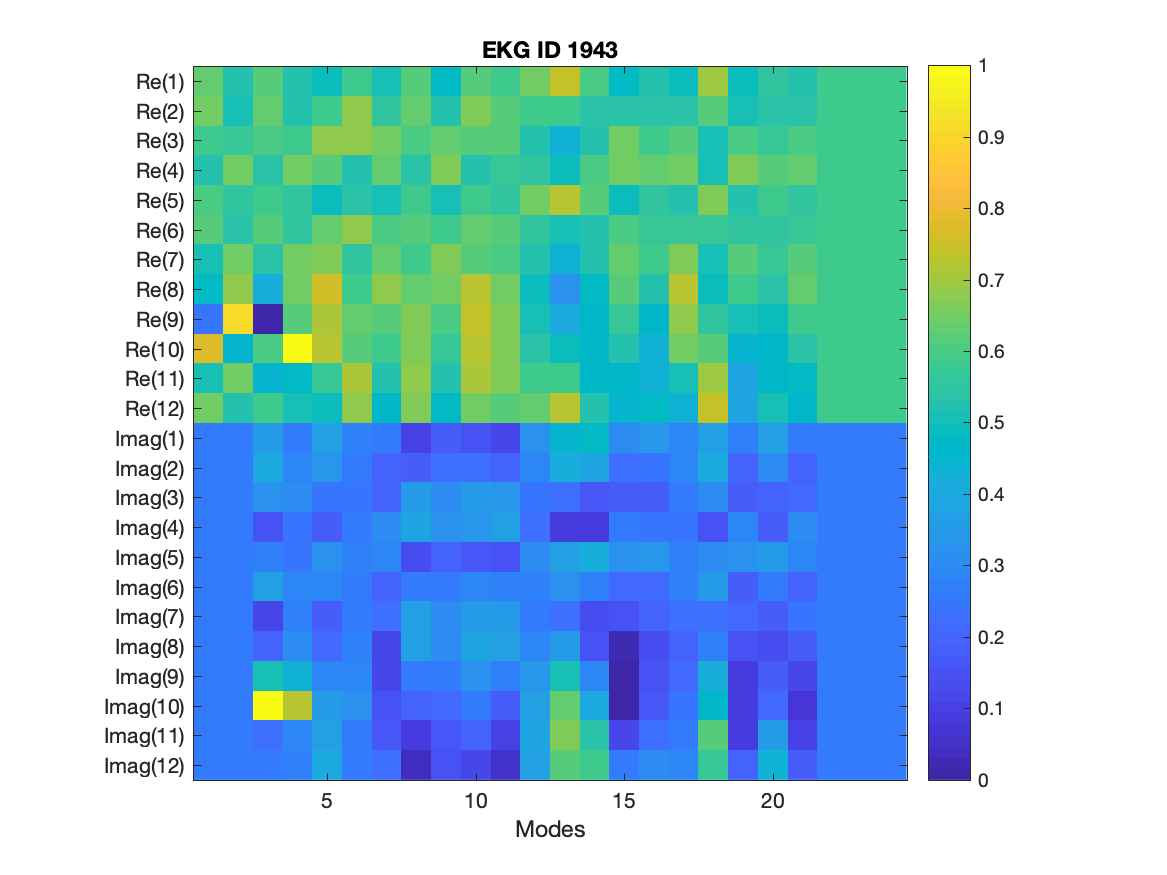 EKG ID 1943
Re(1)
Re(2)
Re(3)
Re(4)
Re(5)
Re(6)
Re(7)
Re(8)
Re(9)
Re(10)
Re(11)
Re(12)
Imag(1)
Imag(2)
Imag(3)
Imag(4)
Imag(5)
Imag(6)
Imag(7)
Imag(8)
Imag(9)
Imag(10)
Imag(11)
Imag(12)
5 10 15 20
Modes
1
0.9
0.8
0.7
0.6
0.5
0.4
0.3
0.2
0.1
0